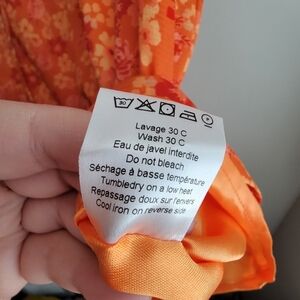 30
Lavage 30 C
Wash 30 C
Eau de javel interdite
Do not bleach
Séchage à basse température
Tumbledry on a low heat
Repassage doux sur l'envers
Cool iron on reverse side